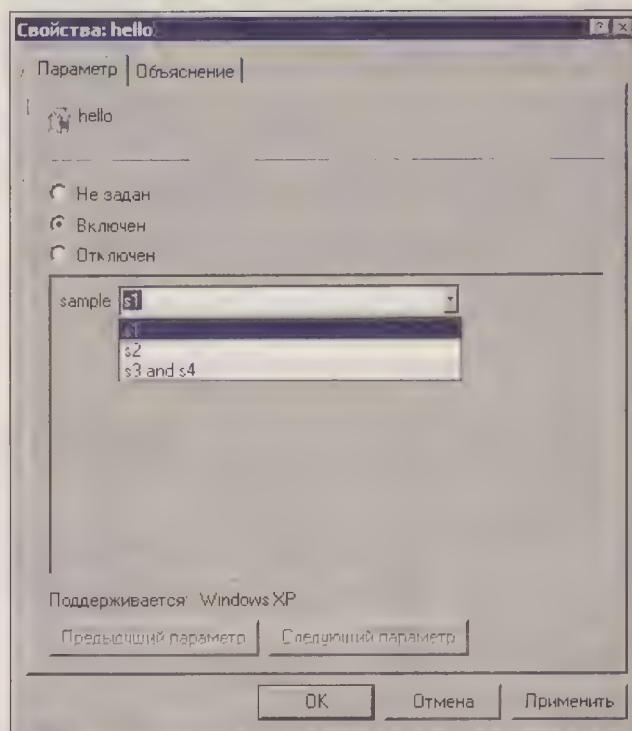 Свойства: hello
Параметр
Объяснение
hello
Не задан
Включен
Отключен
sample s1
s1
s2
s3 and s4
Поддерживается: Windows XP
Предыдущий параметр
Следующий параметр
OK
Отмена
Применить